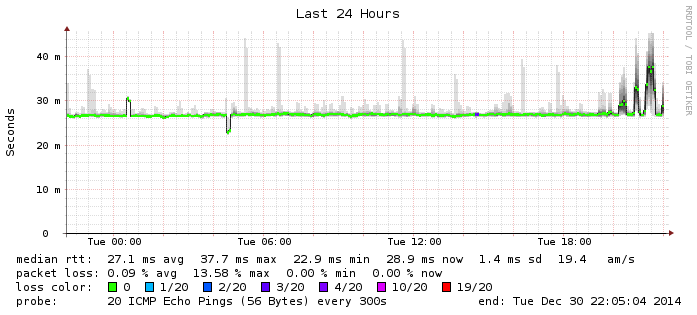 Last 24 Hours
RRDTOOL / TOBI OETIKER
Seconds
40 m
30 m
20 m
10 m
0
Tue 00:00 Tue 06:00 Tue 12:00 Tue 18:00
median rtt: 27.1 ms avg 37.7 ms max 22.9 ms min 28.9 ms now 1.4 ms sd 19.4 am/s
packet loss: 0.09 % avg 13.58 % max 0.00 % min 0.00 % now
loss color: 0 1/20 2/20 3/20 4/20 10/20 19/20
probe: 20 ICMP Echo Pings (56 Bytes) every 300s end: Tue Dec 30 22:05:04 2014